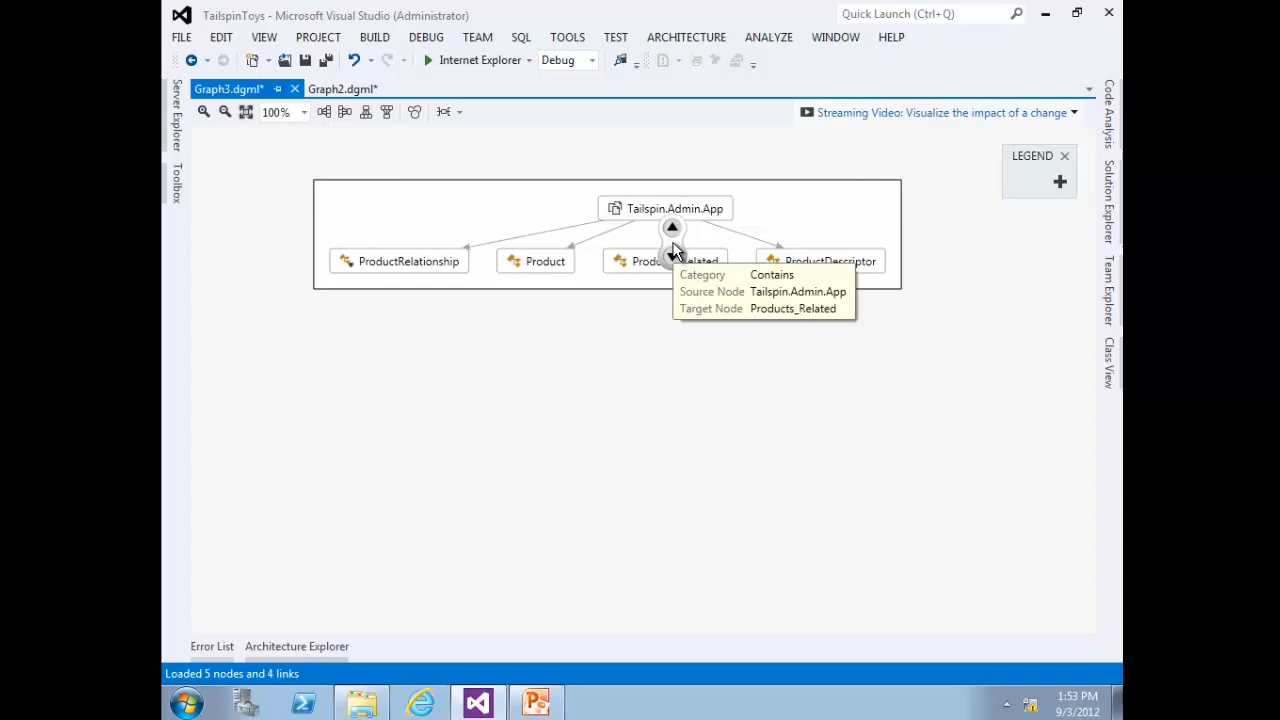 TailspinToys - Microsoft Visual Studio (Administrator)
Quick Launch (Ctrl+Q)
FILE EDIT VIEW PROJECT BUILD DEBUG TEAM SQL TOOLS TEST ARCHITECTURE ANALYZE WINDOW HELP
Internet Explorer Debug
Graph3.dgml* Graph2.dgml*
100% Streaming Video: Visualize the impact of a change
Server Explorer
Toolbox
LEGEND
Tailspin.Admin.App
ProductRelationship Product ProductDescriptor
Category Contains
Source Node Tailspin.Admin.App
Target Node Products_Related
Code Analysis
Solution Explorer
Team Explorer
Class View
Error List Architecture Explorer
Loaded 5 nodes and 4 links
1:53 PM
9/3/2012